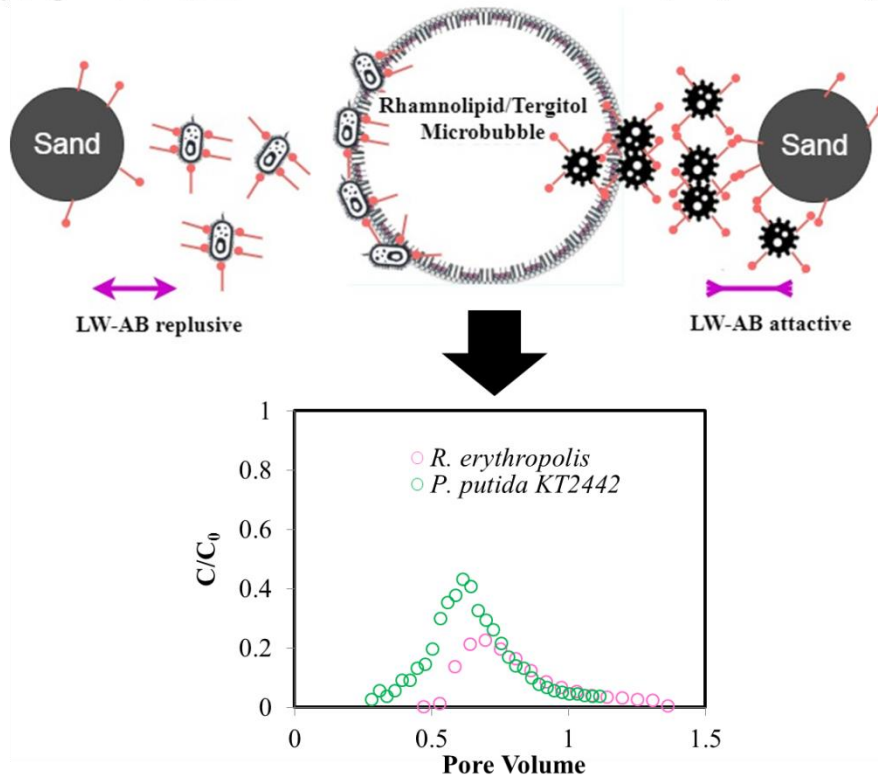 Rhamnolipid/Tergitol
Microbubble
Sand
Sand
LW-AB replusive
LW-AB attactive
1
R. erythropolis
P. putida KT2442
0.8
0.6
C/C₀
0.4
0.2
0
0
0.5
1
1.5
Pore Volume